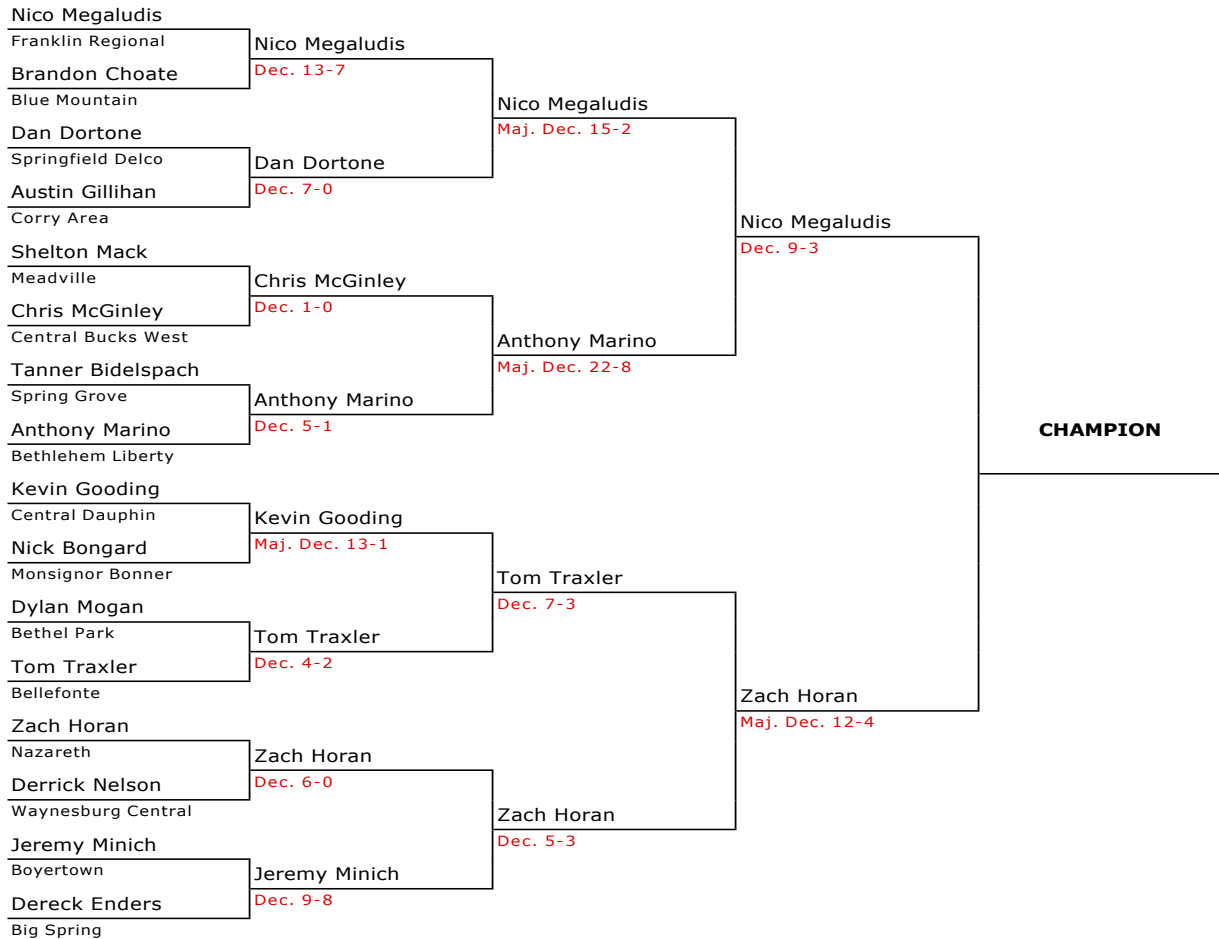 Nico Megaludis
Franklin Regional
Brandon Choate
Blue Mountain
Dan Dortone
Springfield Delco
Austin Gillihan
Corry Area
Shelton Mack
Meadville
Chris McGinley
Central Bucks West
Tanner Bidelspach
Spring Grove
Anthony Marino
Bethlehem Liberty
Kevin Gooding
Central Dauphin
Nick Bongard
Monsignor Bonner
Dylan Mogan
Bethel Park
Tom Traxler
Bellefonte
Zach Horan
Nazareth
Derrick Nelson
Waynesburg Central
Jeremy Minich
Boyertown
Dereck Enders
Big Spring
Nico Megaludis
Dec. 13-7
Dan Dortone
Dec. 7-0
Chris McGinley
Dec. 1-0
Anthony Marino
Dec. 5-1
Kevin Gooding
Maj. Dec. 13-1
Tom Traxler
Dec. 4-2
Zach Horan
Dec. 6-0
Jeremy Minich
Dec. 9-8
Nico Megaludis
Maj. Dec. 15-2
Anthony Marino
Maj. Dec. 22-8
Tom Traxler
Dec. 7-3
Zach Horan
Dec. 5-3
Nico Megaludis
Dec. 9-3
Zach Horan
Maj. Dec. 12-4
CHAMPION